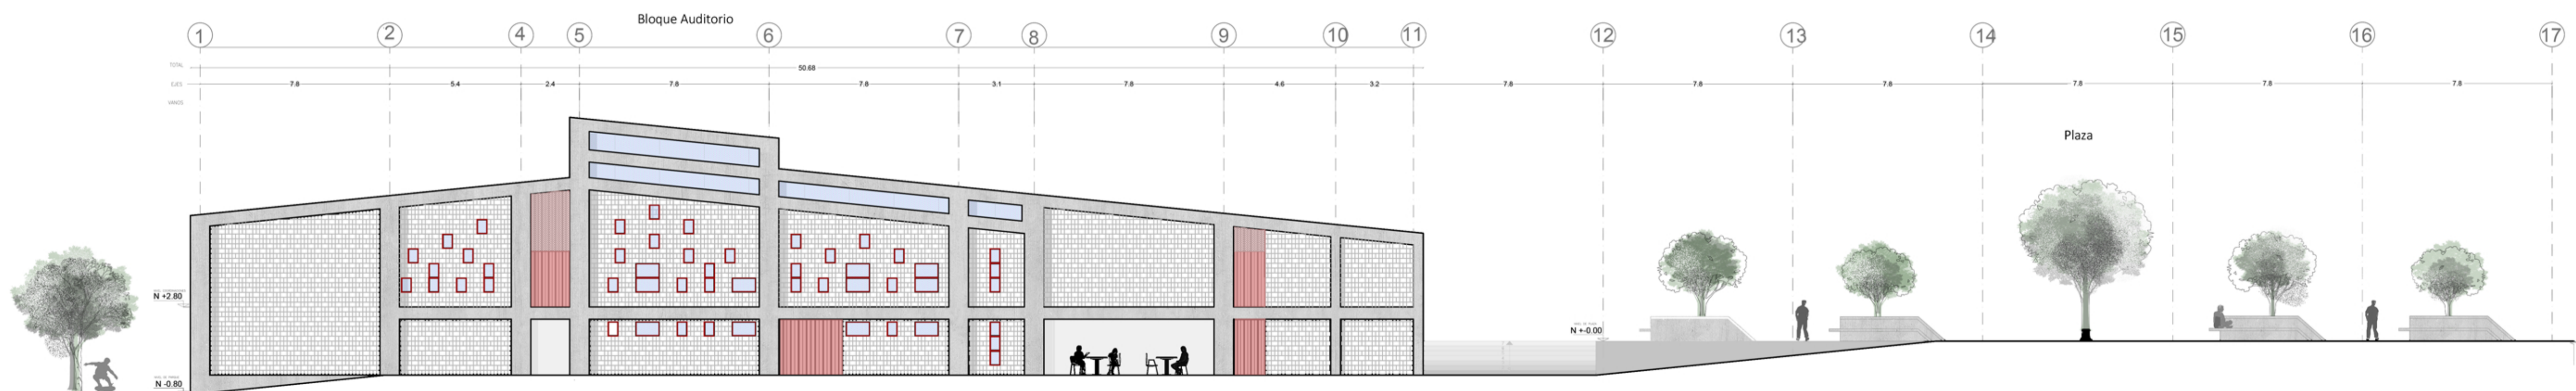 Bloque Auditorio
1 2 4 5 6 7 8 9 10 11 12 13 14 15 16 17
TOTAL
50.68
EJES
7.8 5.4 2.4 7.8 7.8 3.1 7.8 4.6 3.2 7.8 7.8 7.8 7.8 7.8 7.8
VANOS
Plaza
N +2.80
N +-0.00
N -0.80